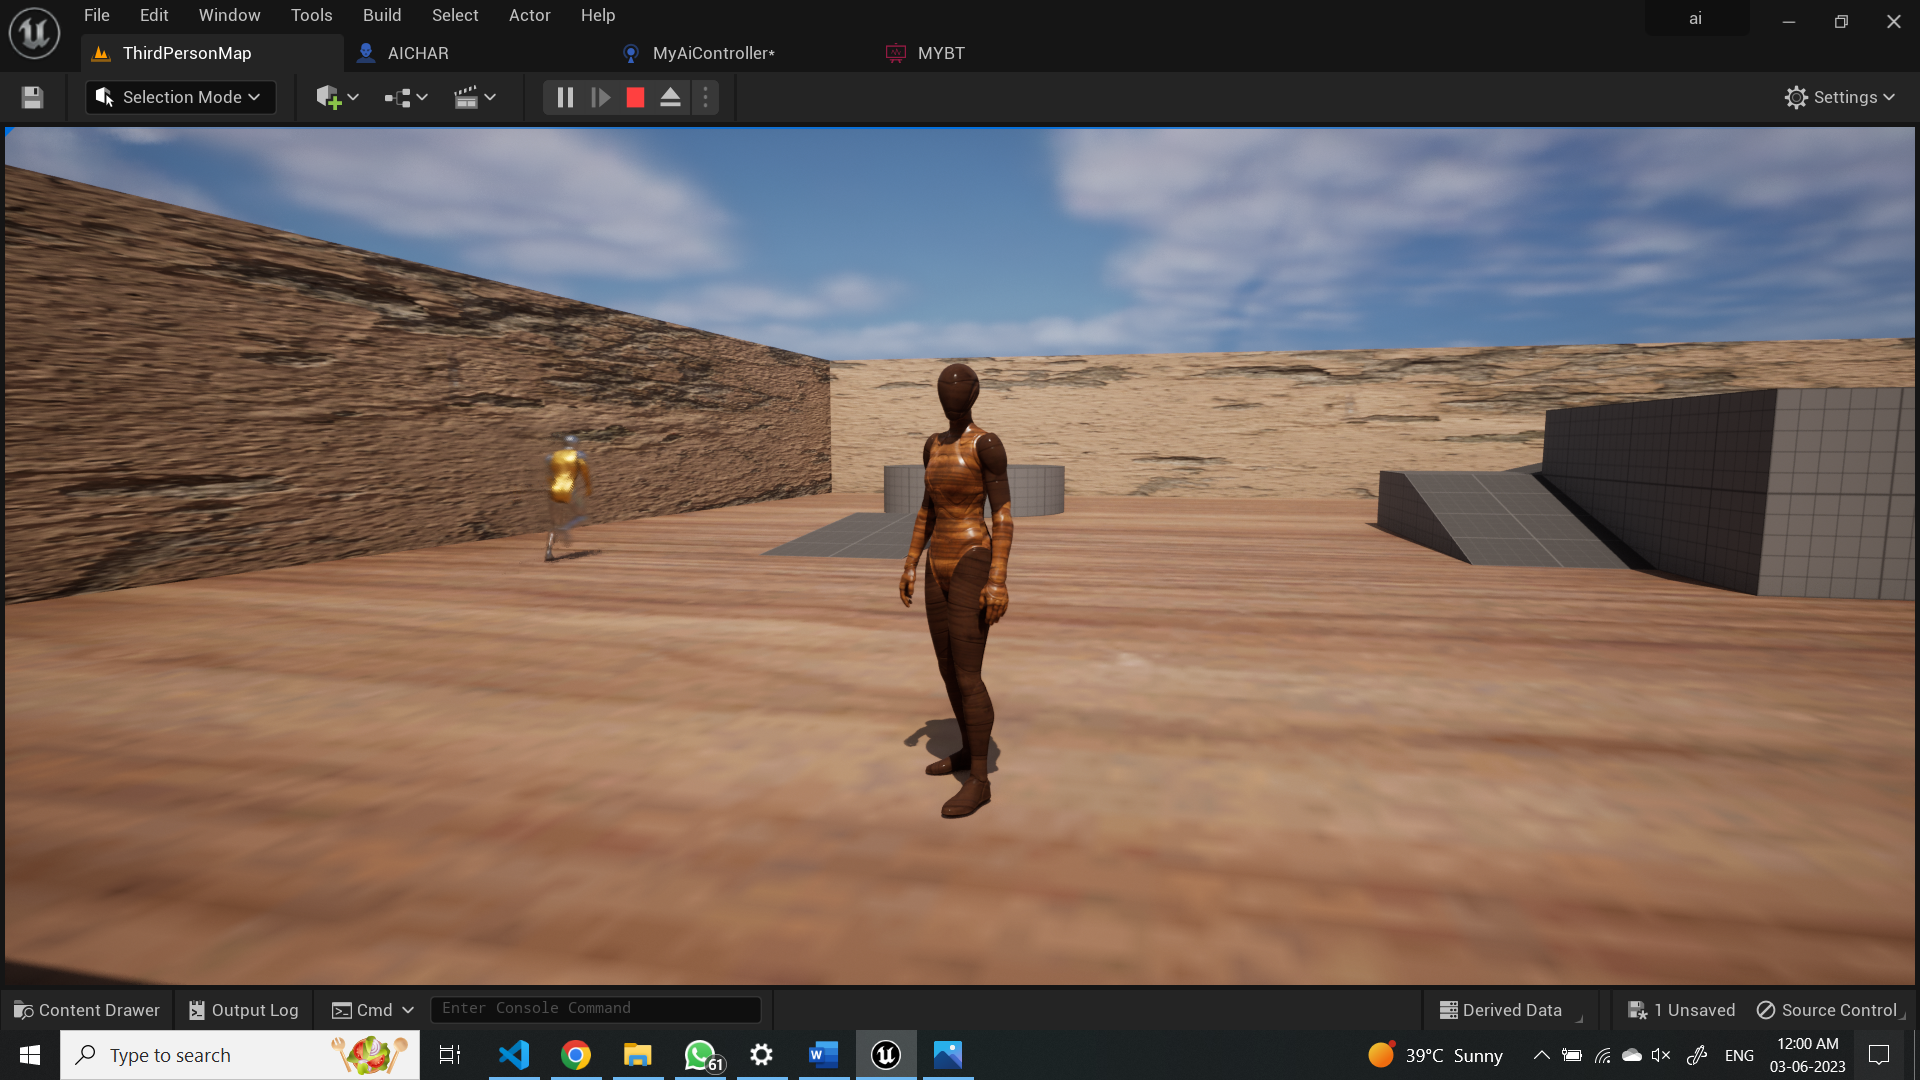 File Edit Window Tools Build Select Actor Help
ai
ThirdPersonMap AICHAR MyAiController* MYBT
Selection Mode Settings
Content Drawer Output Log Cmd Enter Console Command Derived Data 1 Unsaved Source Control
Type to search 61 W 39°C Sunny ENG 12:00 AM
03-06-2023